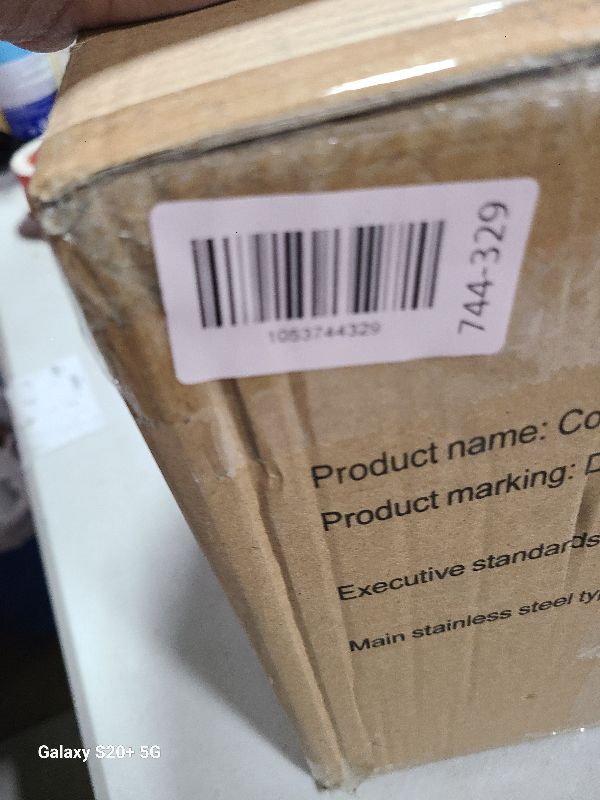 1053744329
744-329
Product name: Co
Product marking: D
Executive standards
Main stainless steel ty
Galaxy S20+ 5G